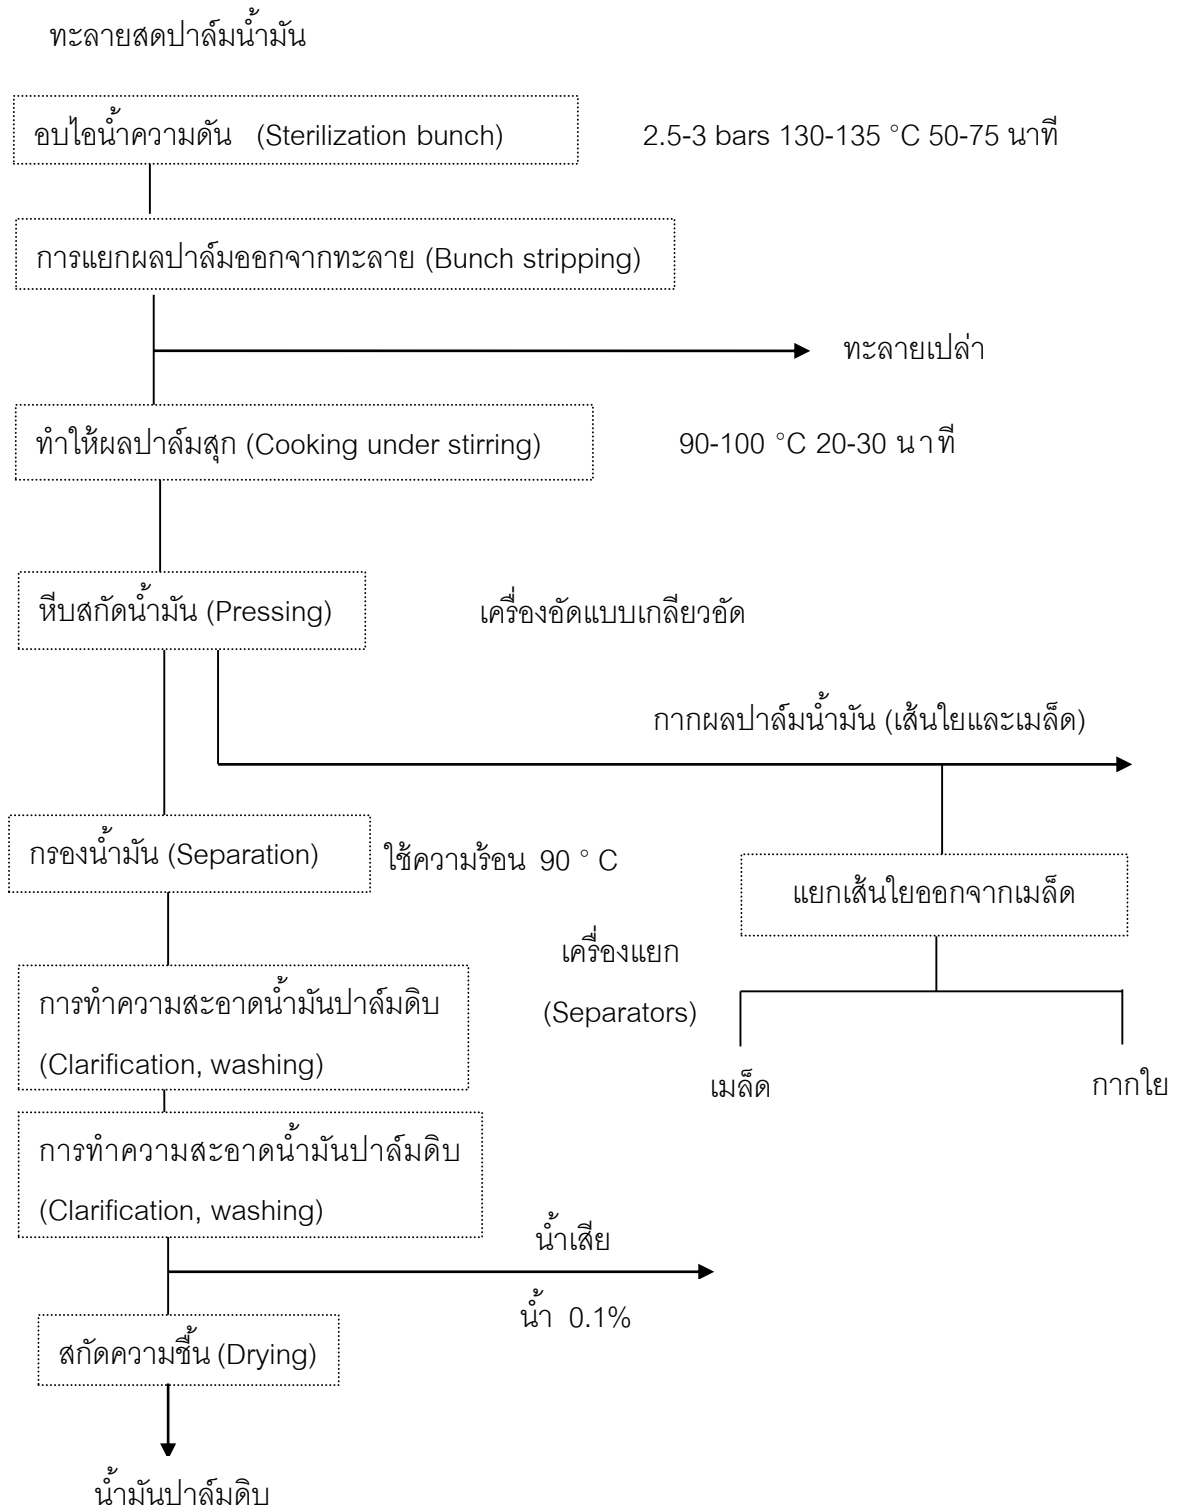 ทะลายสดปาล์มน้ำมัน
อบไอน้ำความดัน (Sterilization bunch)
2.5-3 bars 130-135 °C 50-75 นาที
การแยกผลปาล์มออกจากทะลาย (Bunch stripping)
ทะลายเปล่า
ทำให้ผลปาล์มสุก (Cooking under stirring)
90-100 °C 20-30 นาที
หีบสกัดน้ำมัน (Pressing)
เครื่องอัดแบบเกลียวอัด
กากผลปาล์มน้ำมัน (เส้นใยและเมล็ด)
กรองน้ำมัน (Separation)
ใช้ความร้อน 90 ° C
แยกเส้นใยออกจากเมล็ด
เครื่องแยก
(Separators)
การทำความสะอาดน้ำมันปาล์มดิบ
(Clarification, washing)
เมล็ด
กากใย
การทำความสะอาดน้ำมันปาล์มดิบ
(Clarification, washing)
น้ำเสีย
น้ำ 0.1%
สกัดความชื้น (Drying)
น้ำมันปาล์มดิบ